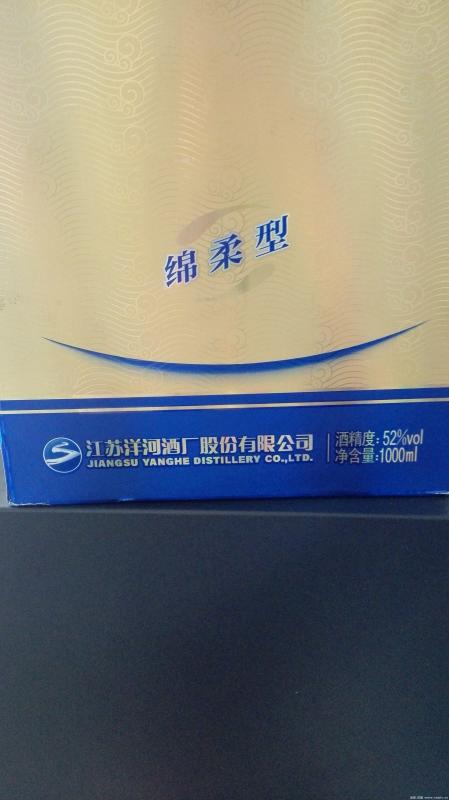 绵柔型
江苏洋河酒厂股份有限公司
JIANGSU YANGHE DISTILLERY CO.,LTD.
酒精度：52%vol
净含量：1000ml